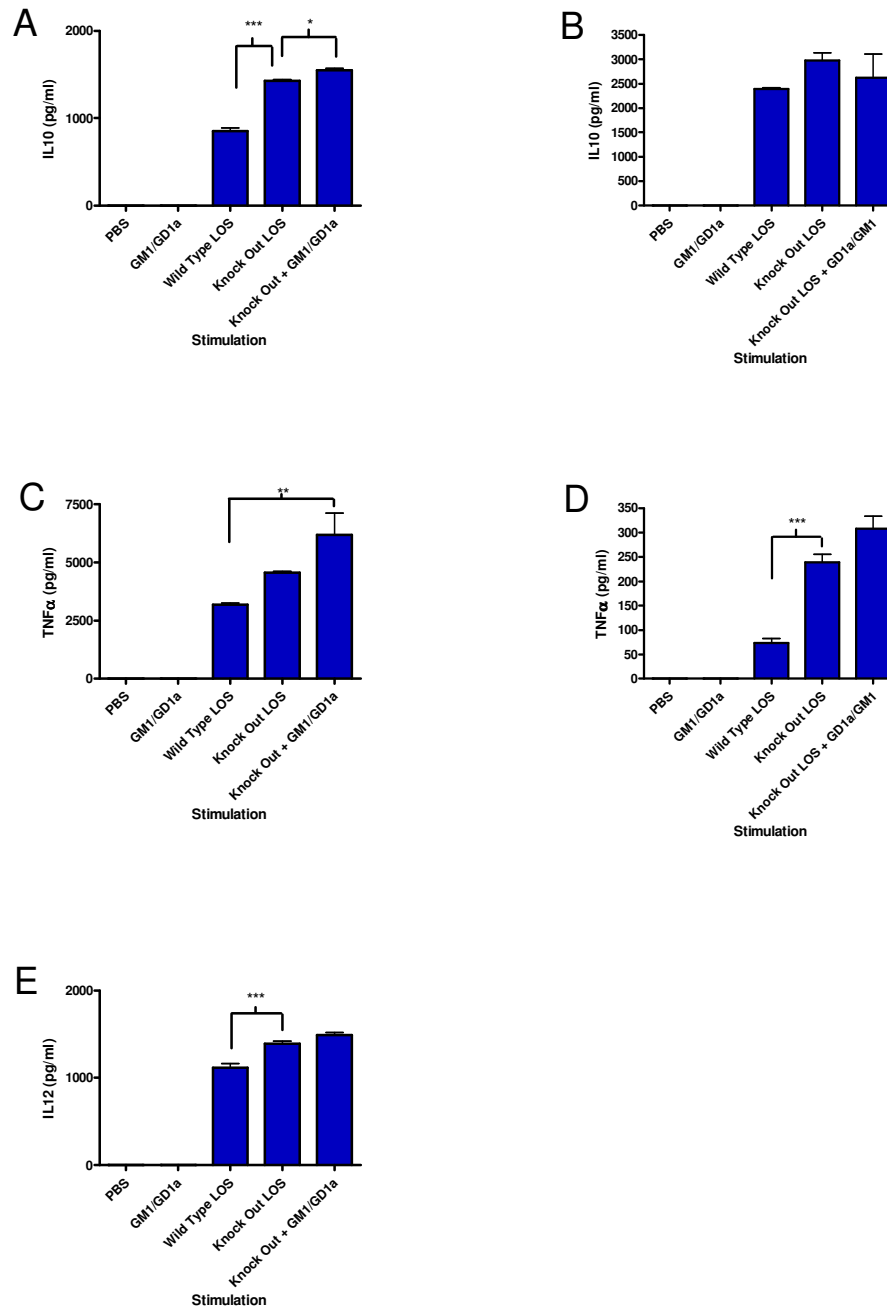 A
2000
1000
0
IL10 (pg/ml)
***
*
PBS
GM1/GD1a
Wild Type LOS
Knock Out LOS
Knock Out + GM1/GD1a
Stimulation
B
3500
3000
2500
2000
1500
1000
500
0
IL10 (pg/ml)
PBS
GM1/GD1a
Wild Type LOS
Knock Out LOS
Knock Out LOS + GD1a/GM1
Stimulation
C
7500
5000
2500
0
TNFα (pg/ml)
**
PBS
GM1/GD1a
Wild Type LOS
Knock Out LOS
Knock Out + GM1/GD1a
Stimulation
D
350
300
250
200
150
100
50
0
TNFα (pg/ml)
***
PBS
GM1/GD1a
Wild Type LOS
Knock Out LOS
Knock Out LOS + GD1a/GM1
Stimulation
E
2000
1000
0
IL12 (pg/ml)
***
PBS
GM1/GD1a
Wild Type LOS
Knock Out LOS
Knock Out + GM1/GD1a
Stimulation